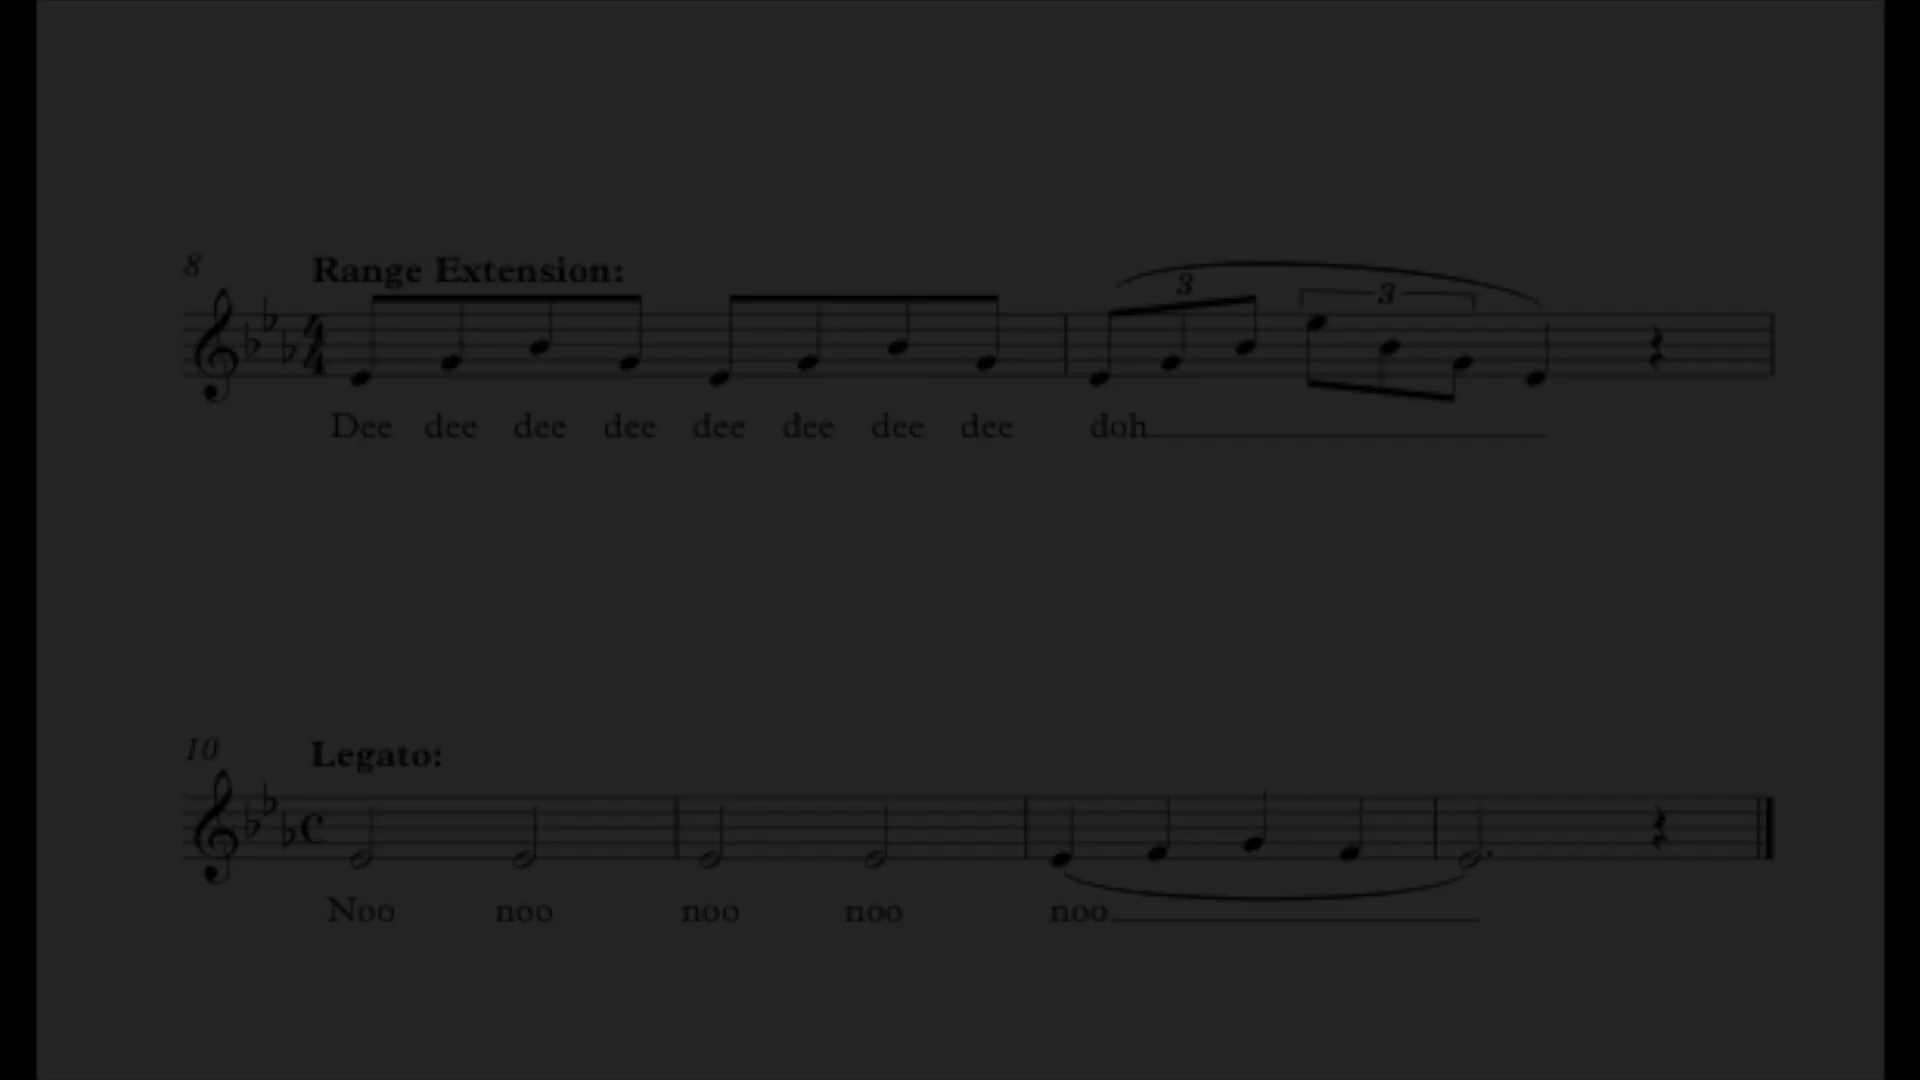 8
Range Extension:
3 3
Dee dee dee dee dee dee dee dee doh
10
Legato:
Noo noo noo noo noo